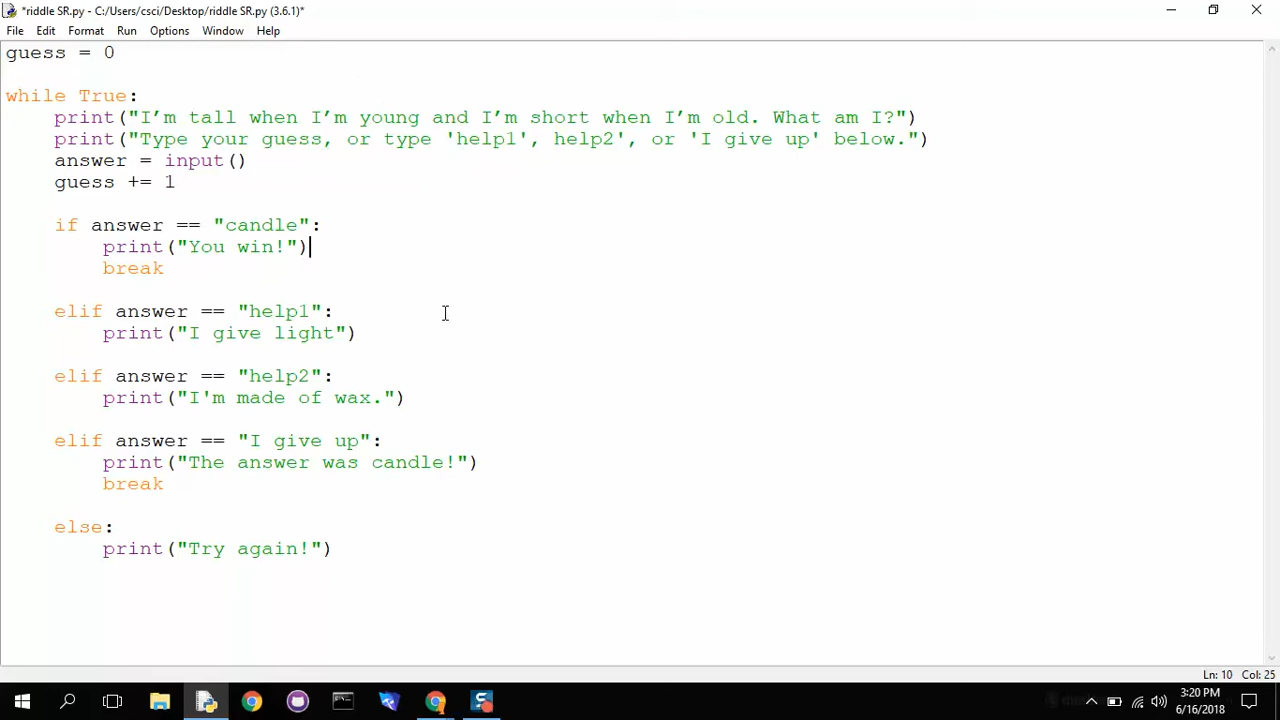 *riddle SR.py - C:/Users/csci/Desktop/riddle SR.py (3.6.1)*
File Edit Format Run Options Window Help
guess = 0
while True:
print("I’m tall when I’m young and I’m short when I’m old. What am I?")
print("Type your guess, or type 'help1', help2', or 'I give up' below.")
answer = input()
guess += 1
if answer == "candle":
print("You win!")
break
elif answer == "help1":
print("I give light")
elif answer == "help2":
print("I'm made of wax.")
elif answer == "I give up":
print("The answer was candle!")
break
else:
print("Try again!")
Ln: 10 Col: 25
3:20 PM
6/16/2018